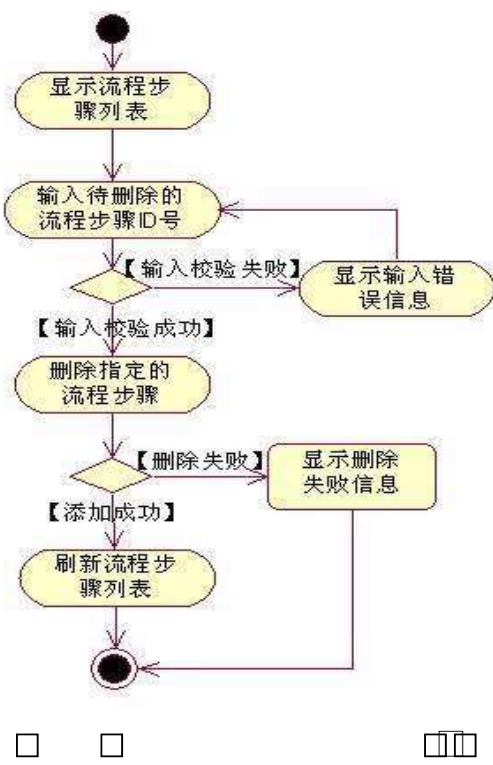 显示流程步
骤列表
输入待删除的
流程步骤ID号
【输入校验失败】
显示输入错
误信息
【输入校验成功】
删除指定的
流程步骤
【删除失败】
显示删除
失败信息
【添加成功】
刷新流程步
骤列表